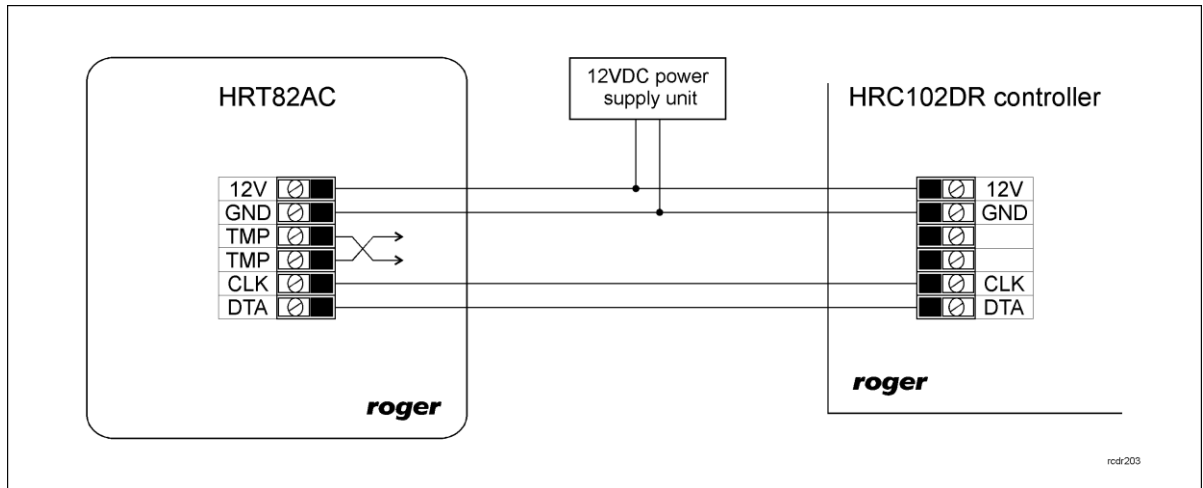 HRT82AC
12VDC power
supply unit
HRC102DR controller
12V
GND
TMP
TMP
CLK
DTA
12V
GND
CLK
DTA
roger
roger
rcdr203